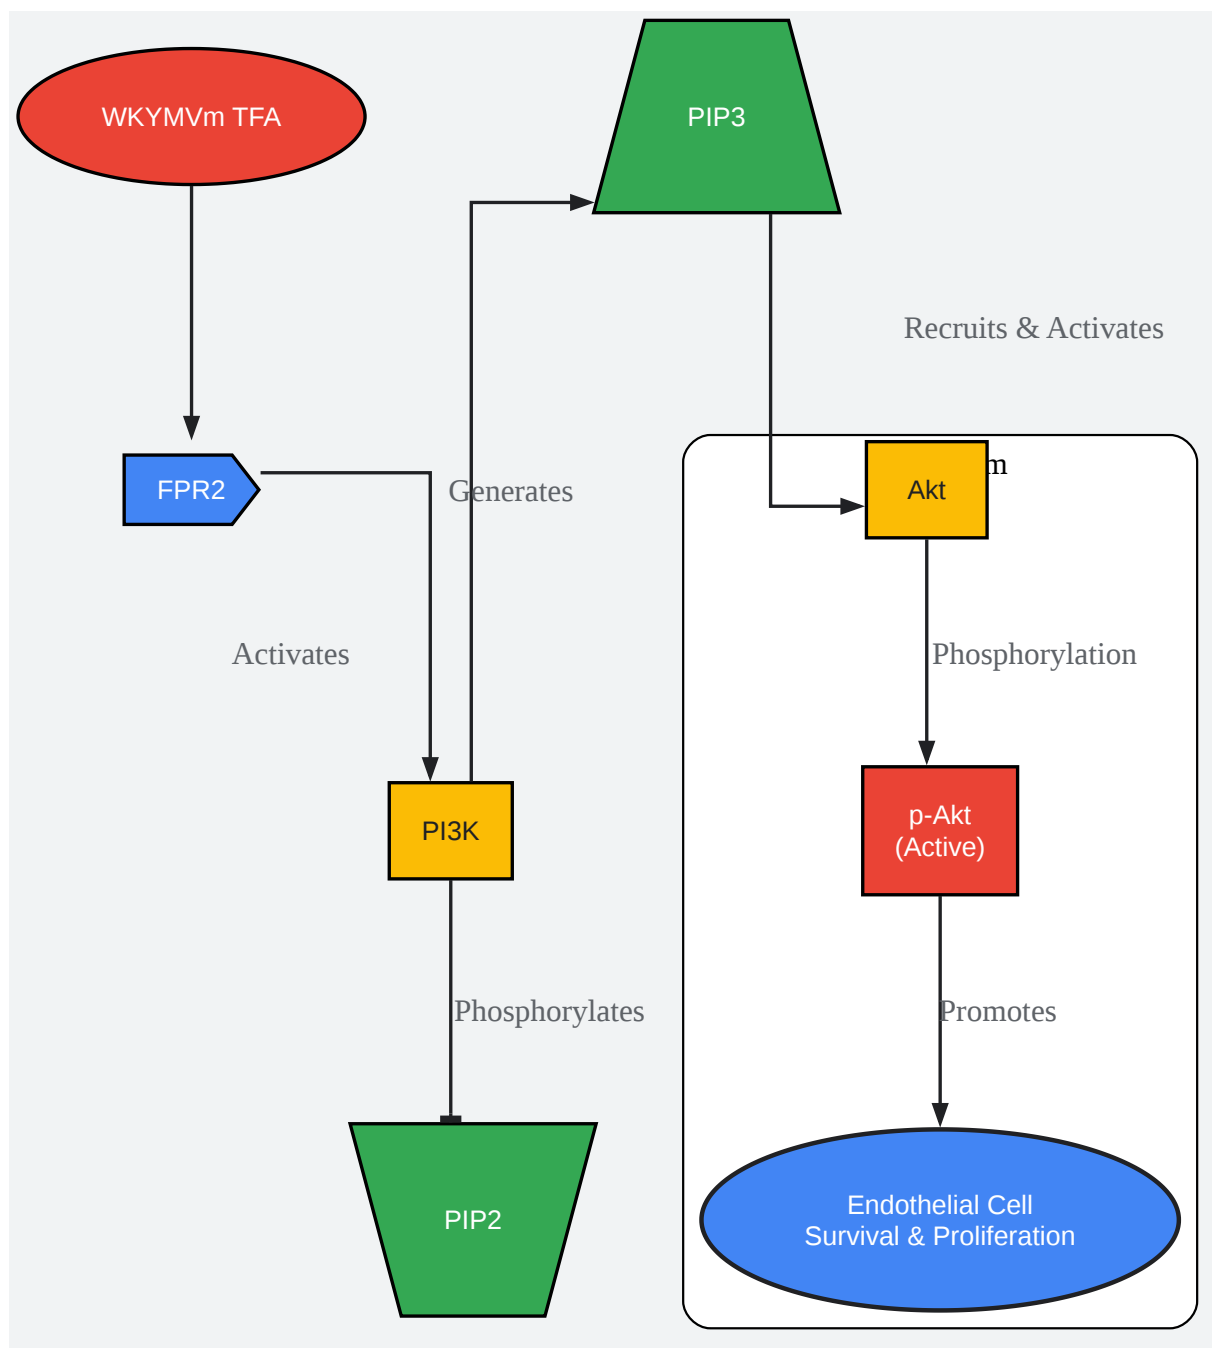 WKYMVm TFA
PIP3
Recruits & Activates
FPR2
Generates
Akt
Activates
Phosphorylation
PI3K
p-Akt
(Active)
Phosphorylates
Promotes
PIP2
Endothelial Cell
Survival & Proliferation